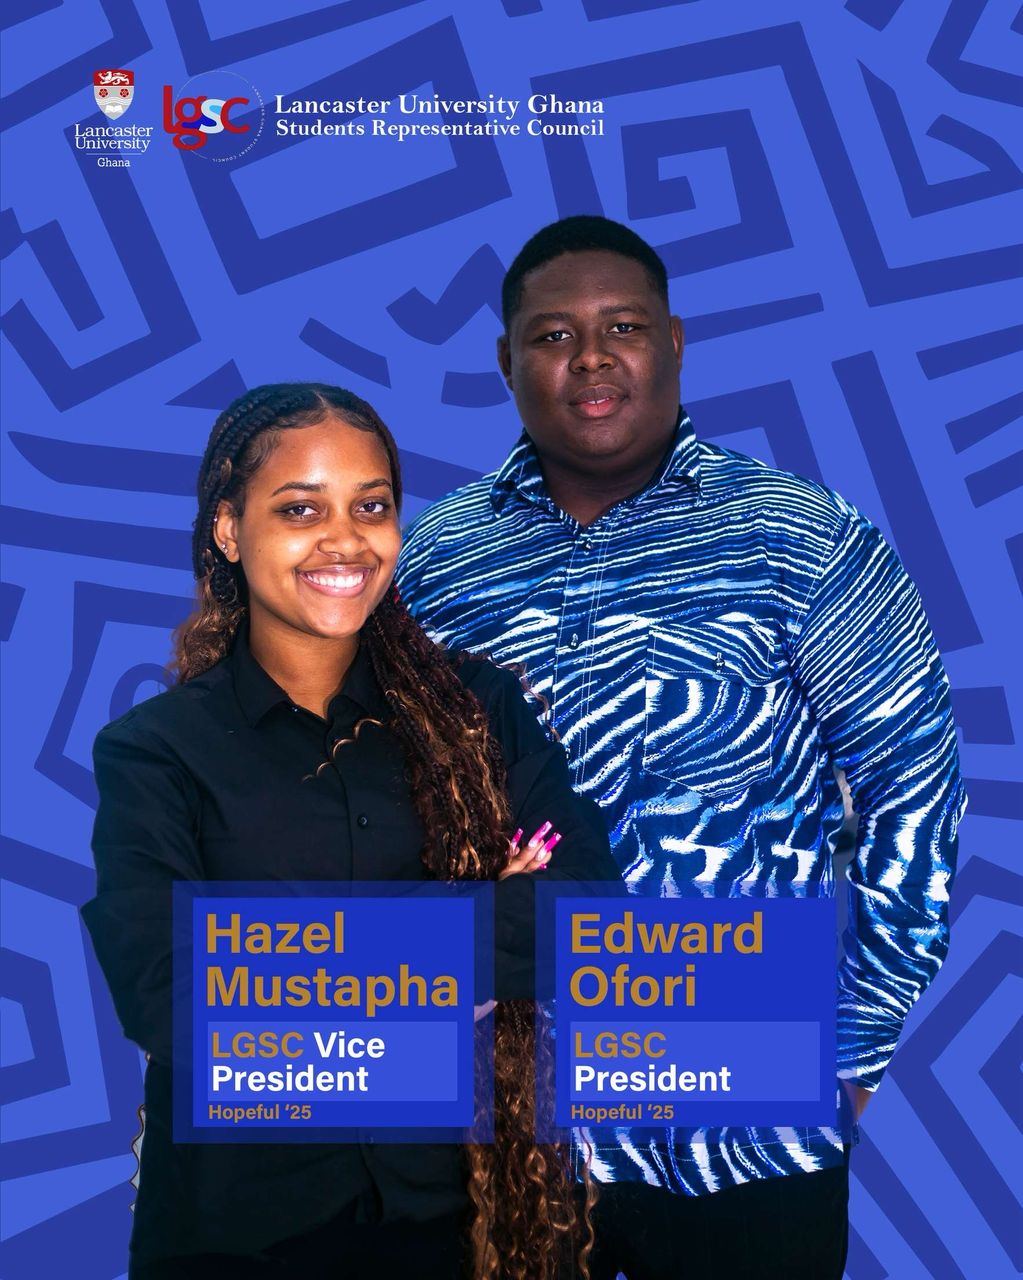 Lancaster
University
Ghana
lgsc
Lancaster University Ghana
Students Representative Council
Hazel
Mustapha
LGSC Vice
President
Hopeful ‘25
Edward
Ofori
LGSC
President
Hopeful ‘25